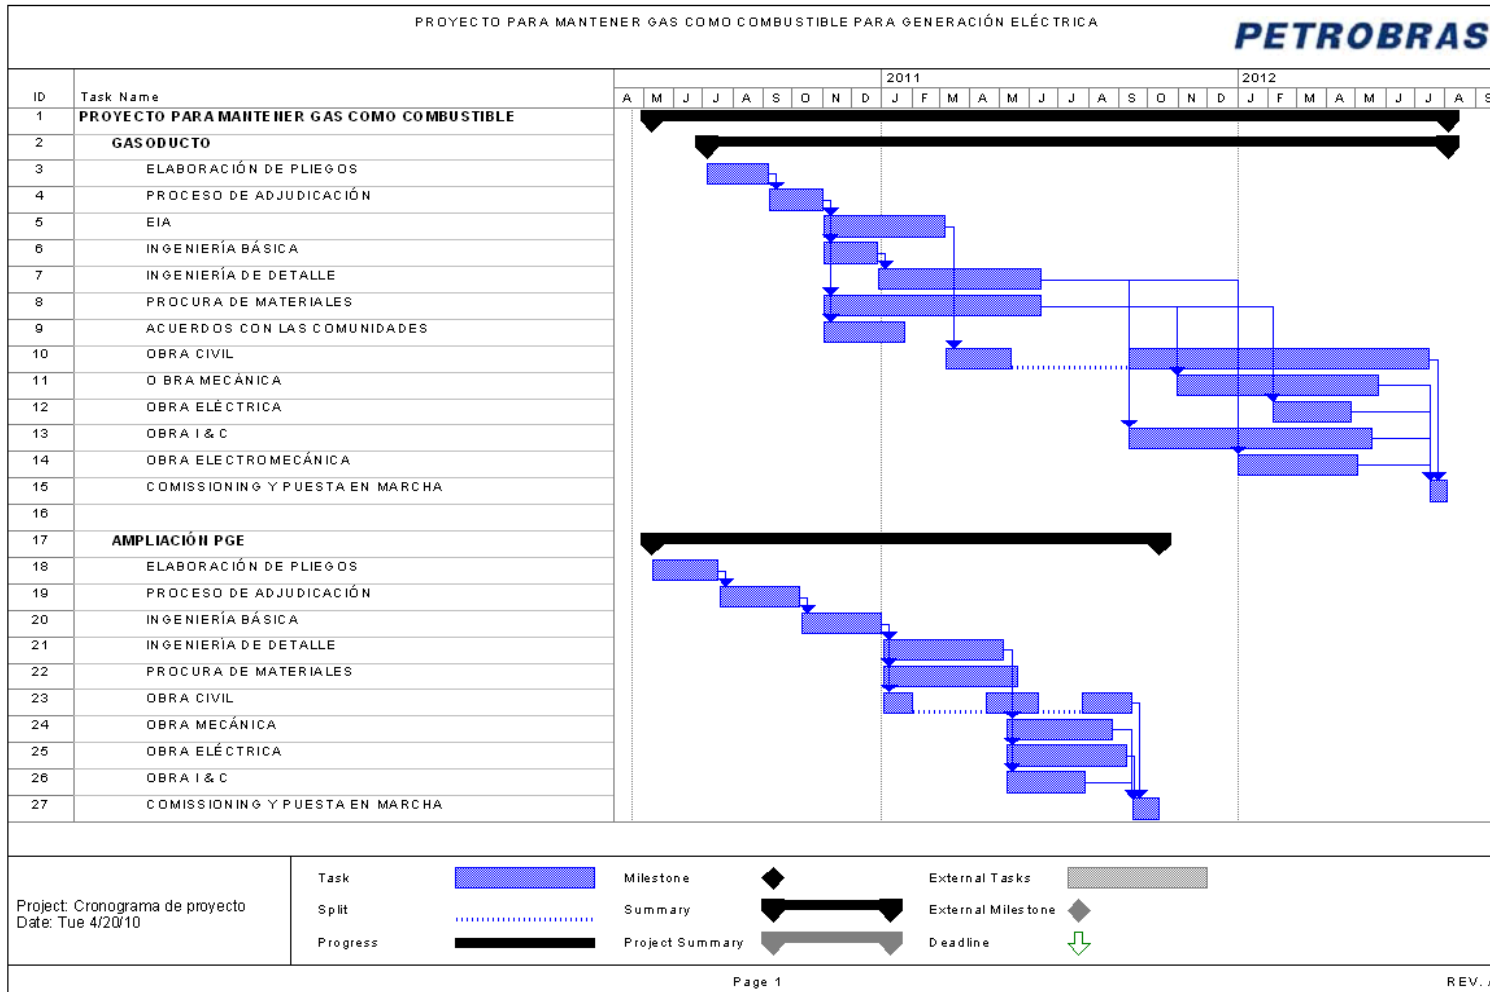 PROYECTO PARA MANTENER GAS COMO COMBUSTIBLE PARA GENERACIÓN ELÉCTRICA
PETROBRAS
2011 2012
ID Task Name A M J J A S O N D J F M A M J J A S O N D J F M A M J J A S
1 PROYECTO PARA MANTENER GAS COMO COMBUSTIBLE
2 GASODUCTO
3 ELABORACIÓN DE PLIEGOS
4 PROCESO DE ADJUDICACIÓN
5 EIA
6 INGENIERÍA BÁSICA
7 INGENIERÍA DE DETALLE
8 PROCURA DE MATERIALES
9 ACUERDOS CON LAS COMUNIDADES
10 OBRA CIVIL
11 O BRA MECÁNICA
12 OBRA ELÉCTRICA
13 OBRA I & C
14 OBRA ELECTROMECÁNICA
15 COMISSIONING Y PUESTA EN MARCHA
16
17 AMPLIACIÓN PGE
18 ELABORACIÓN DE PLIEGOS
19 PROCESO DE ADJUDICACIÓN
20 INGENIERÍA BÁSICA
21 INGENIERÌA DE DETALLE
22 PROCURA DE MATERIALES
23 OBRA CIVIL
24 OBRA MECÁNICA
25 OBRA ELÉCTRICA
26 OBRA I & C
27 COMISSIONING Y PUESTA EN MARCHA
Project: Cronograma de proyecto
Date: Tue 4/20/10
Task Milestone External Tasks
Split Summary External Milestone
Progress Project Summary Deadline
Page 1 REV.